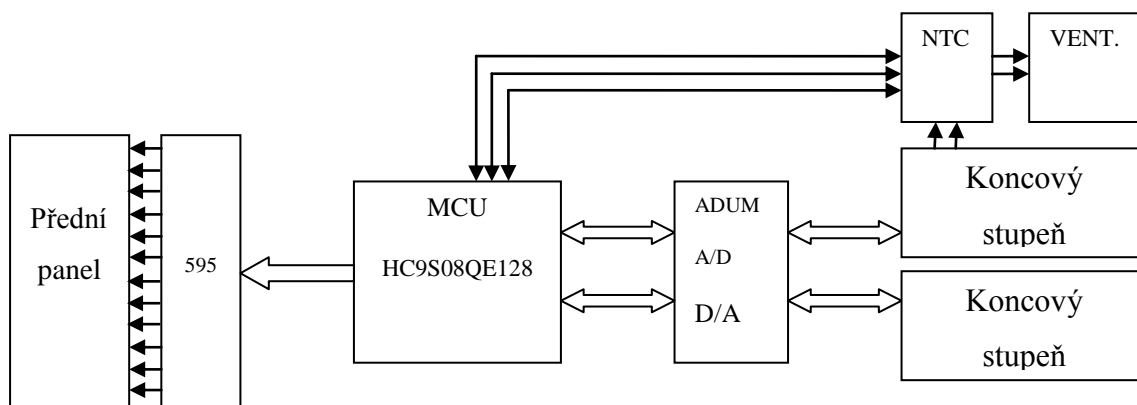 NTC
VENT.
Přední
panel
595
MCU
HC9S08QE128
ADUM
A/D
D/A
Koncový
stupeň
Koncový
stupeň